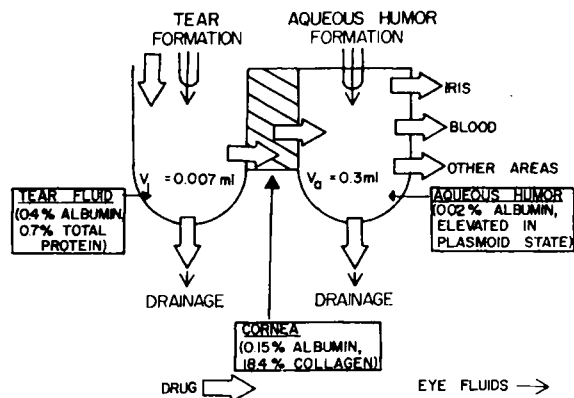 TEAR
FORMATION
AQUEOUS HUMOR
FORMATION
IRIS
BLOOD
OTHER AREAS
V_L = 0.007 ml
V_a = 0.3 ml
TEAR FLUID
(0.4% ALBUMIN,
0.7% TOTAL
PROTEIN)
AQUEOUS HUMOR
(0.02% ALBUMIN,
ELEVATED IN
PLASMOID STATE)
DRAINAGE
DRAINAGE
CORNEA
(0.15% ALBUMIN,
18.4% COLLAGEN)
DRUG
EYE FLUIDS